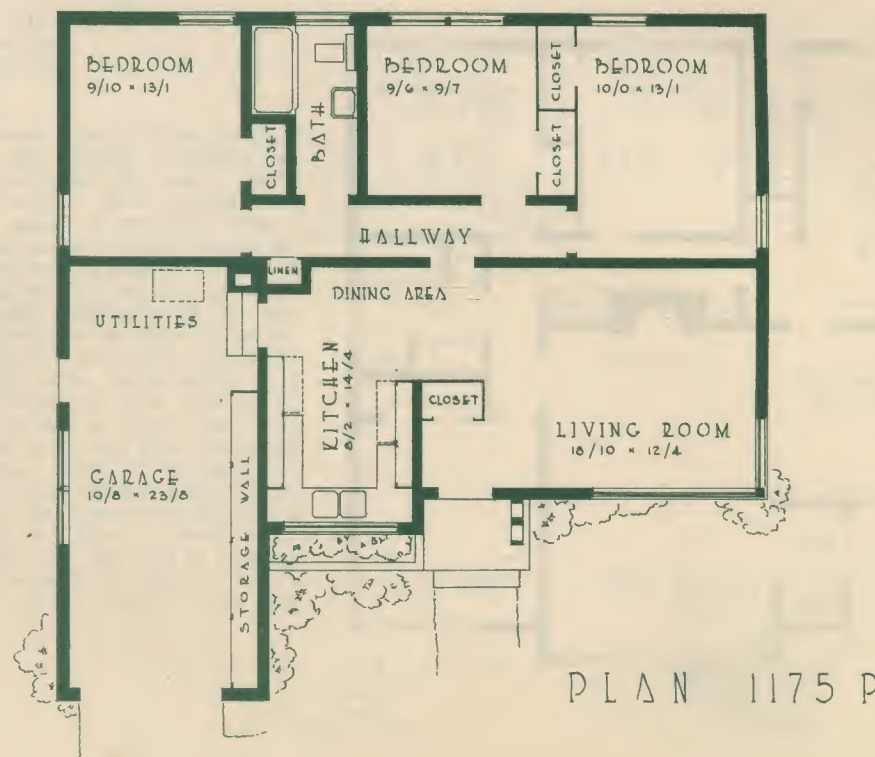 BEDROOM
9/10 × 13/1
BEDROOM
9/6 × 9/7
BEDROOM
10/0 × 13/1
CLOSET
CLOSET
CLOSET
BATH
HALLWAY
LINEN
DINING AREA
UTILITIES
KITCHEN
8/2 × 14/4
CLOSET
LIVING ROOM
18/10 × 12/4
GARAGE
10/8 × 23/8
STORAGE WALL
PLAN 1175 P